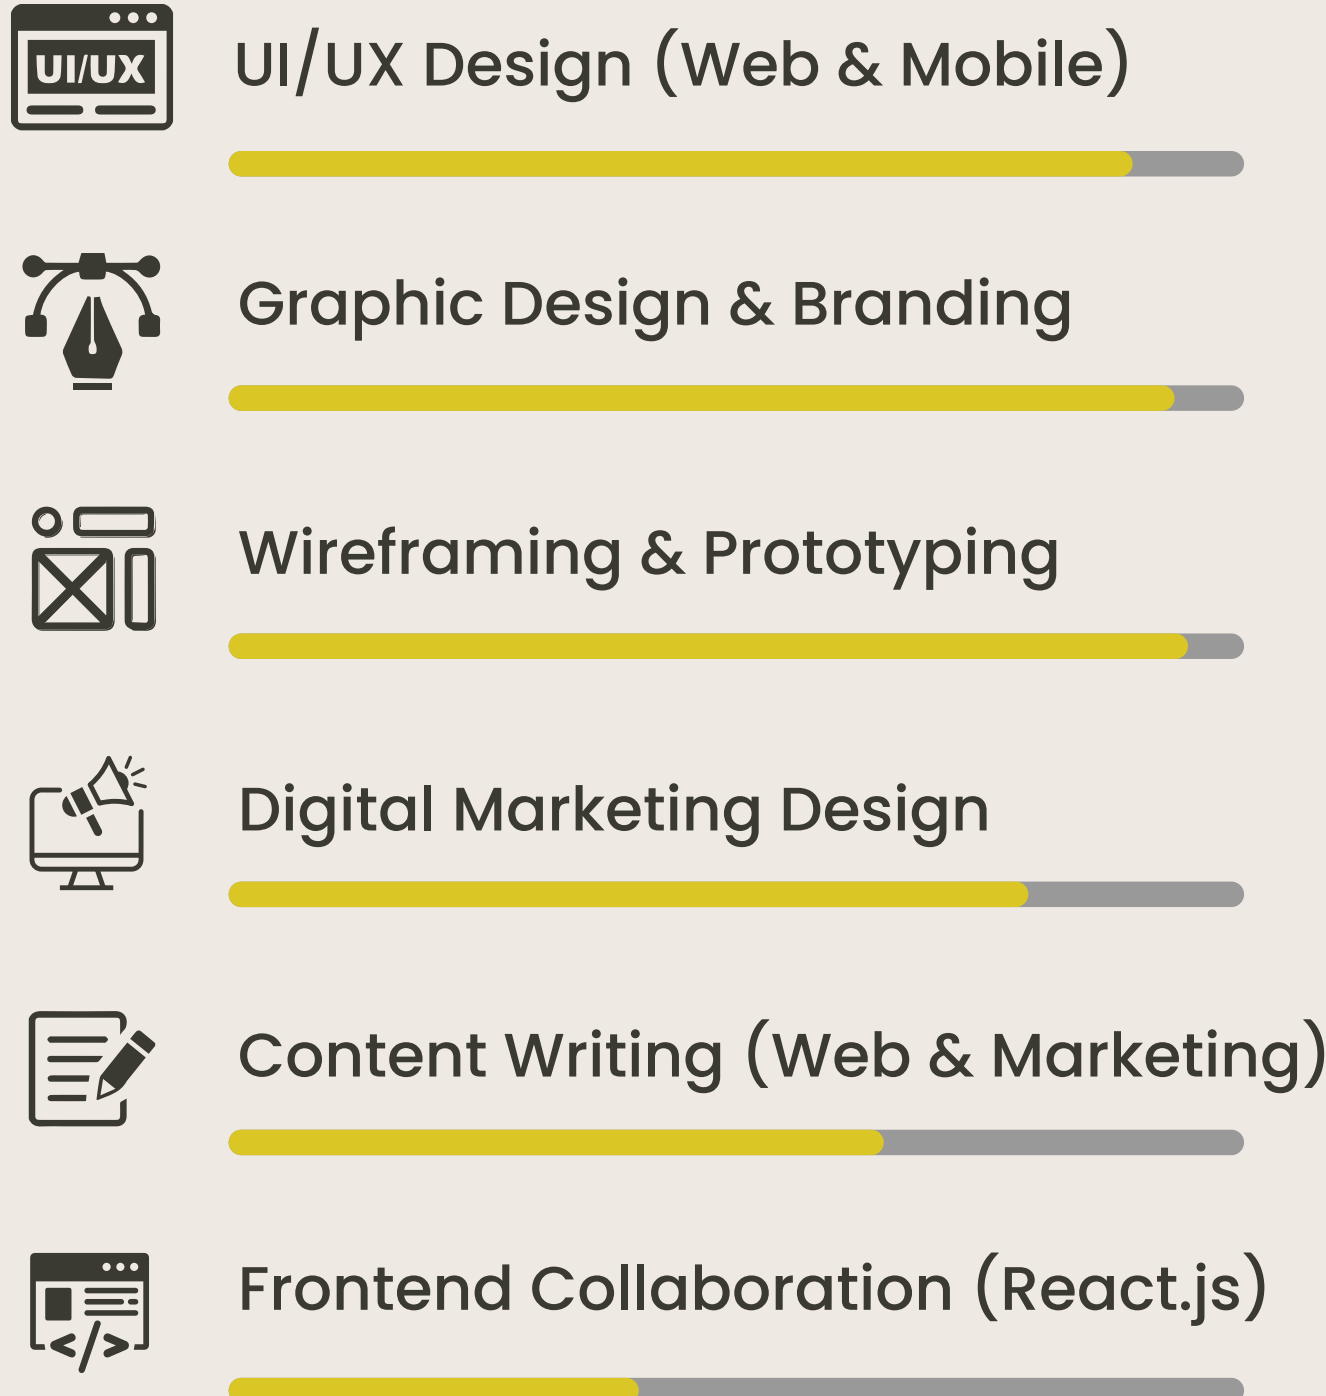 UI/UX
UI/UX Design (Web & Mobile)
Graphic Design & Branding
Wireframing & Prototyping
Digital Marketing Design
Content Writing (Web & Marketing)
Frontend Collaboration (React.js)
</>